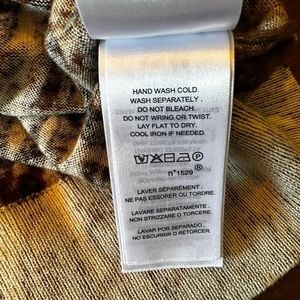 HAND WASH COLD.
WASH SEPARATELY.
DO NOT BLEACH.
DO NOT WRING OR TWIST.
LAY FLAT TO DRY.
COOL IRON IF NEEDED.
n°1529
LAVER SÉPARÉMENT.
NE PAS ESSORER OU TORDRE.
LAVARE SEPARATAMENTE.
NON STRIZZARE O TORCERE.
LAVAR POR SEPARADO.
NO ESCURRIR O RETORCER.